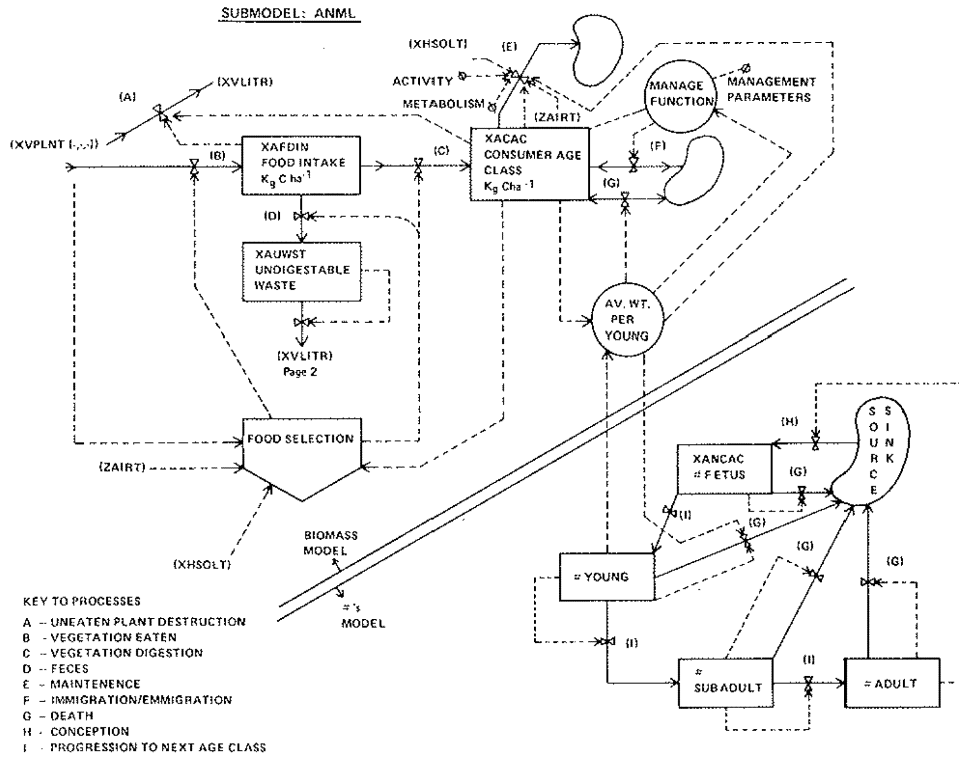 SUBMODEL: ANML
(XHSOLT)
(E)
ACTIVITY
METABOLISM
(ZAIRT)
MANAGE
FUNCTION
MANAGEMENT
PARAMETERS
(A)
(XVLITR)
(XVPLNT (-,-,-))
(B)
XAFDIN
FOOD INTAKE
Kg C ha-1
(C)
XACAC
CONSUMER AGE
CLASS
Kg Cha-1
(F)
(G)
(D)
XAUWST
UNDIGESTABLE
WASTE
(XVLITR)
Page 2
AV. WT.
PER
YOUNG
FOOD SELECTION
(ZAIRT)
(XHSOLT)
BIOMASS
MODEL
#'s
MODEL
(H)
SOURCE
SINK
XANCAC
# FETUS
(G)
(I)
(G)
# YOUNG
(G)
(G)
(I)
#
SUBADULT
(I)
# ADULT
KEY TO PROCESSES
A -- UNEATEN PLANT DESTRUCTION
B - VEGETATION EATEN
C -- VEGETATION DIGESTION
D -- FECES
E - MAINTENENCE
F - IMMIGRATION/EMMIGRATION
G - DEATH
H - CONCEPTION
I - PROGRESSION TO NEXT AGE CLASS